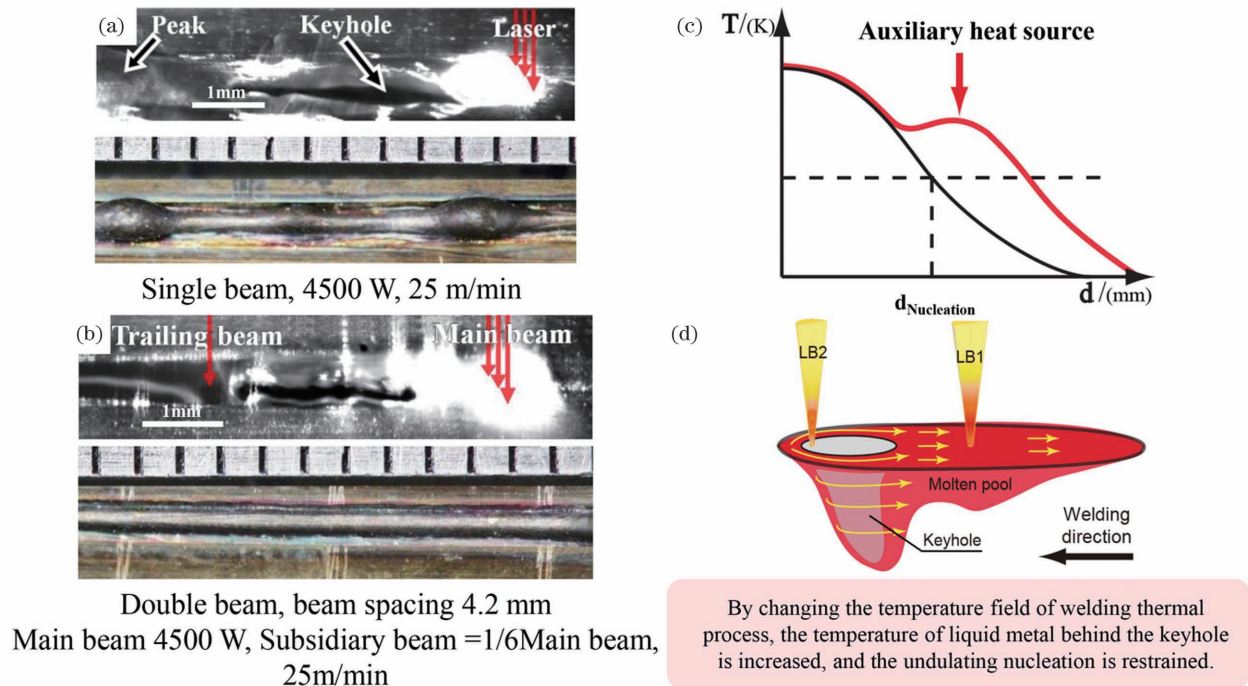 (a)
Peak
Keyhole
Laser
1mm
Single beam, 4500 W, 25 m/min
(b)
Trailing beam
Main beam
1mm
Double beam, beam spacing 4.2 mm
Main beam 4500 W, Subsidiary beam =1/6Main beam,
25m/min
(c)
T/(K)
Auxiliary heat source
dNucleation
d/(mm)
(d)
LB2
LB1
Molten pool
Keyhole
Welding
direction
By changing the temperature field of welding thermal
process, the temperature of liquid metal behind the keyhole
is increased, and the undulating nucleation is restrained.